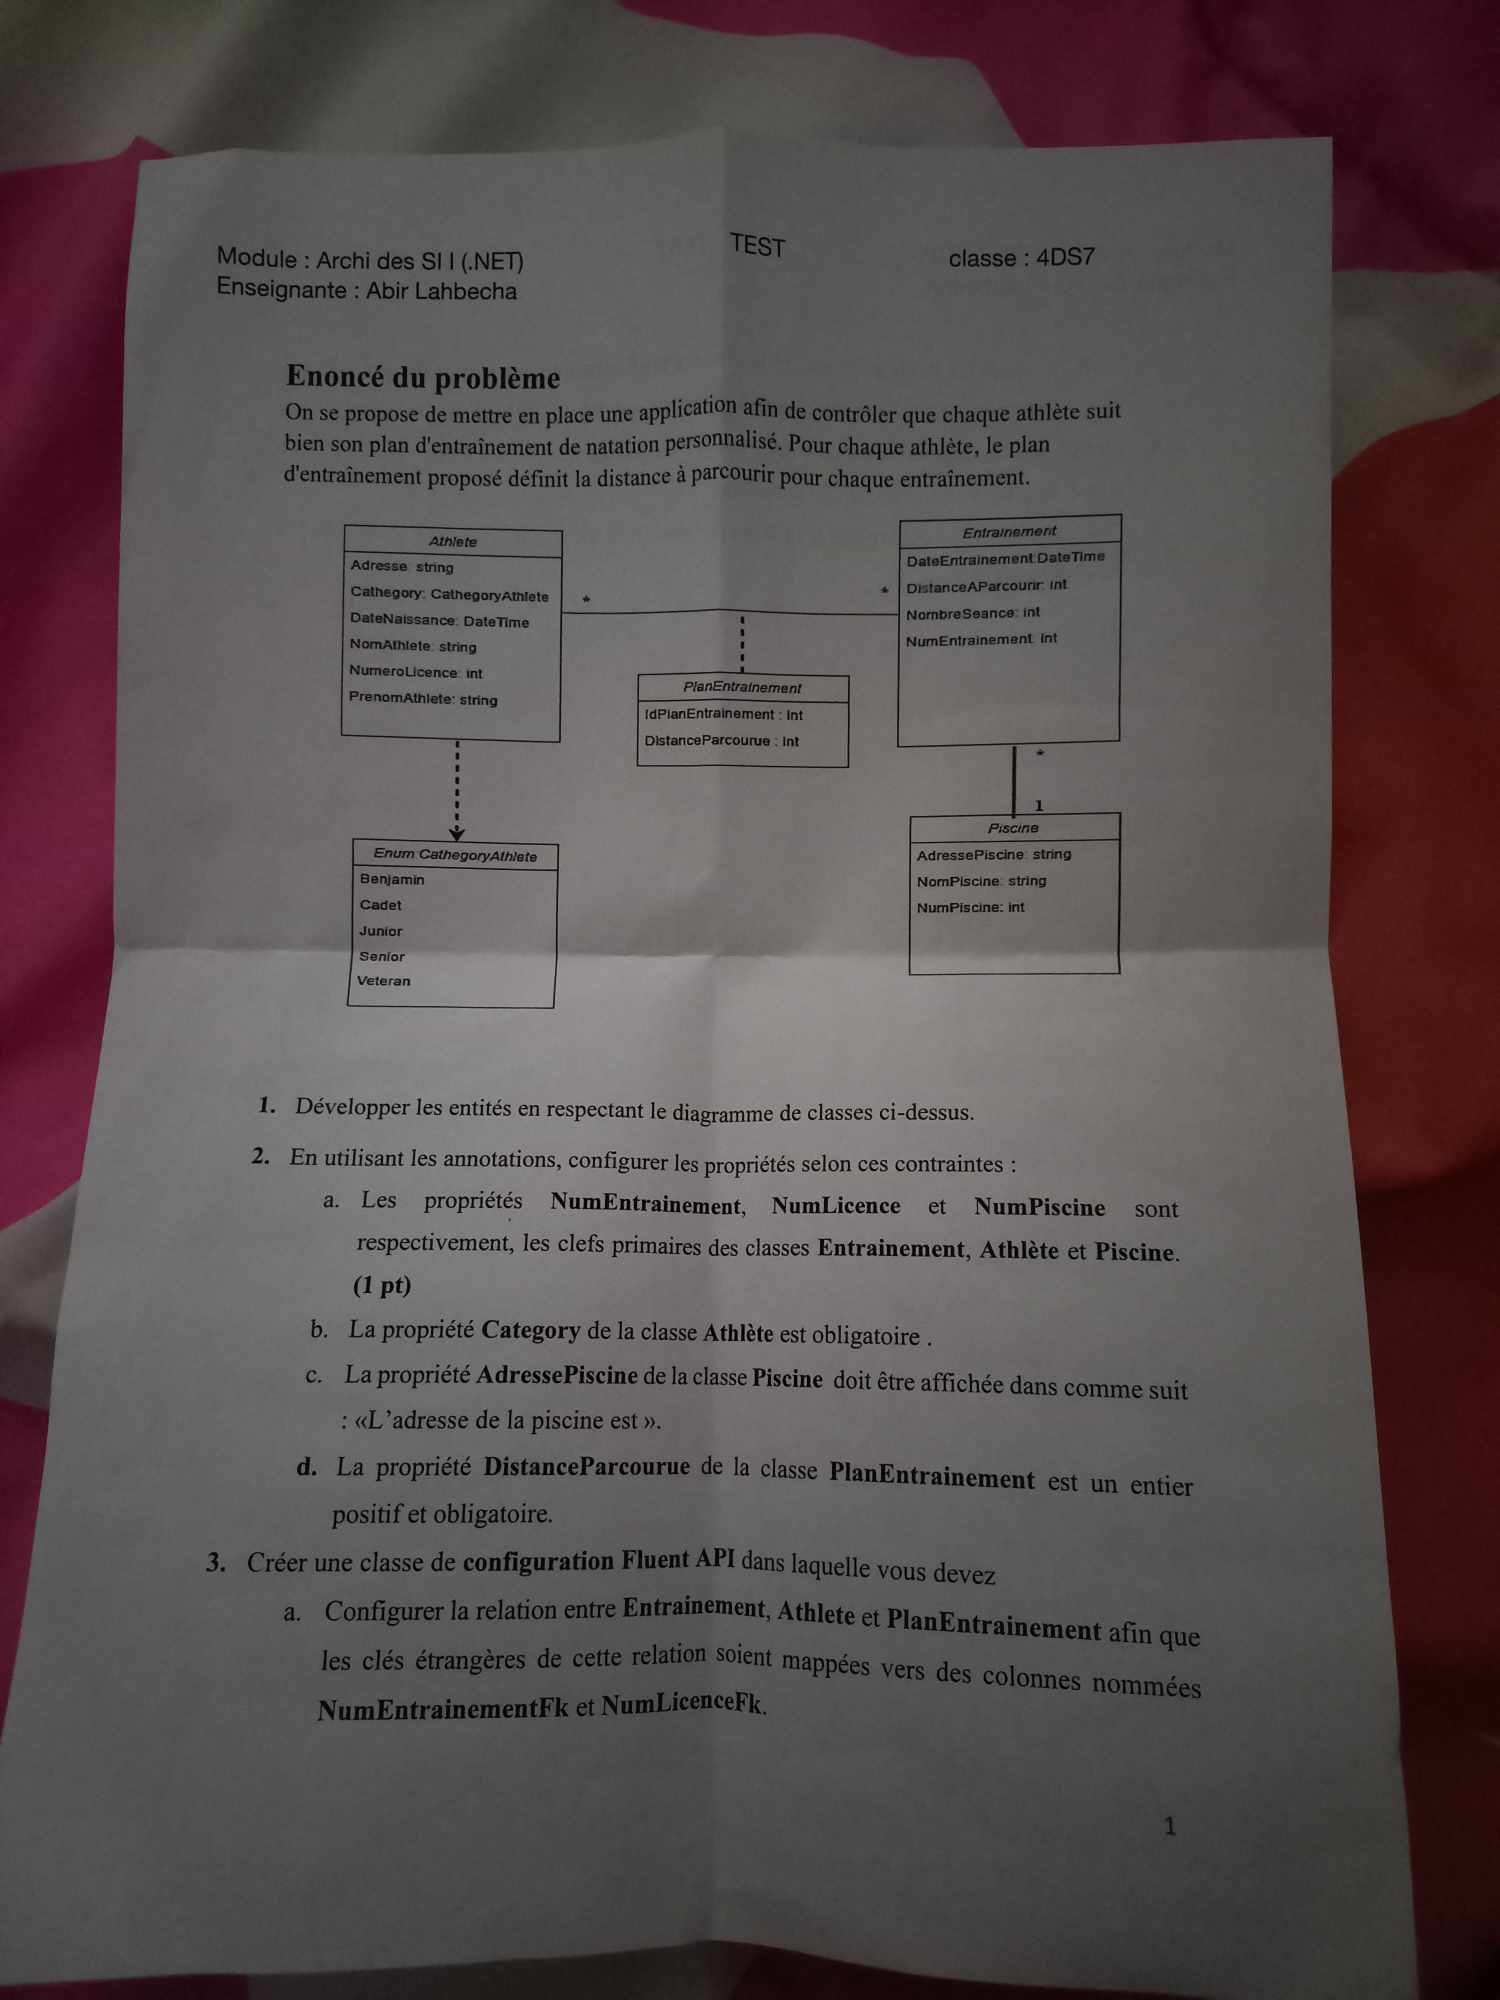 Module : Archi des SI I (.NET)
TEST
classe : 4DS7
Enseignante : Abir Lahbecha
Enoncé du problème
On se propose de mettre en place une application afin de contrôler que chaque athlète suit
bien son plan d'entraînement de natation personnalisé. Pour chaque athlète, le plan
d'entraînement proposé définit la distance à parcourir pour chaque entraînement.
Athlete
Adresse: string
Cathegory: CathegoryAthlete
DateNaissance: DateTime
NomAthlete: string
NumeroLicence: int
PrenomAthlete: string
*
*
Entrainement
DateEntrainement:DateTime
DistanceAParcourir: int
NombreSeance: int
NumEntrainement: int
PlanEntrainement
IdPlanEntrainement : int
DistanceParcourue : int
*
1
Enum:CathegoryAthlete
Benjamin
Cadet
Junior
Senior
Veteran
Piscine
AdressePiscine: string
NomPiscine: string
NumPiscine: int
1. Développer les entités en respectant le diagramme de classes ci-dessus.
2. En utilisant les annotations, configurer les propriétés selon ces contraintes :
a. Les propriétés NumEntrainement, NumLicence et NumPiscine sont
respectivement, les clefs primaires des classes Entrainement, Athlète et Piscine.
(1 pt)
b. La propriété Category de la classe Athlète est obligatoire .
c. La propriété AdressePiscine de la classe Piscine doit être affichée dans comme suit
: «L'adresse de la piscine est ».
d. La propriété DistanceParcourue de la classe PlanEntrainement est un entier
positif et obligatoire.
3. Créer une classe de configuration Fluent API dans laquelle vous devez
a. Configurer la relation entre Entrainement, Athlete et PlanEntrainement afin que
les clés étrangères de cette relation soient mappées vers des colonnes nommées
NumEntrainementFk et NumLicenceFk.
1